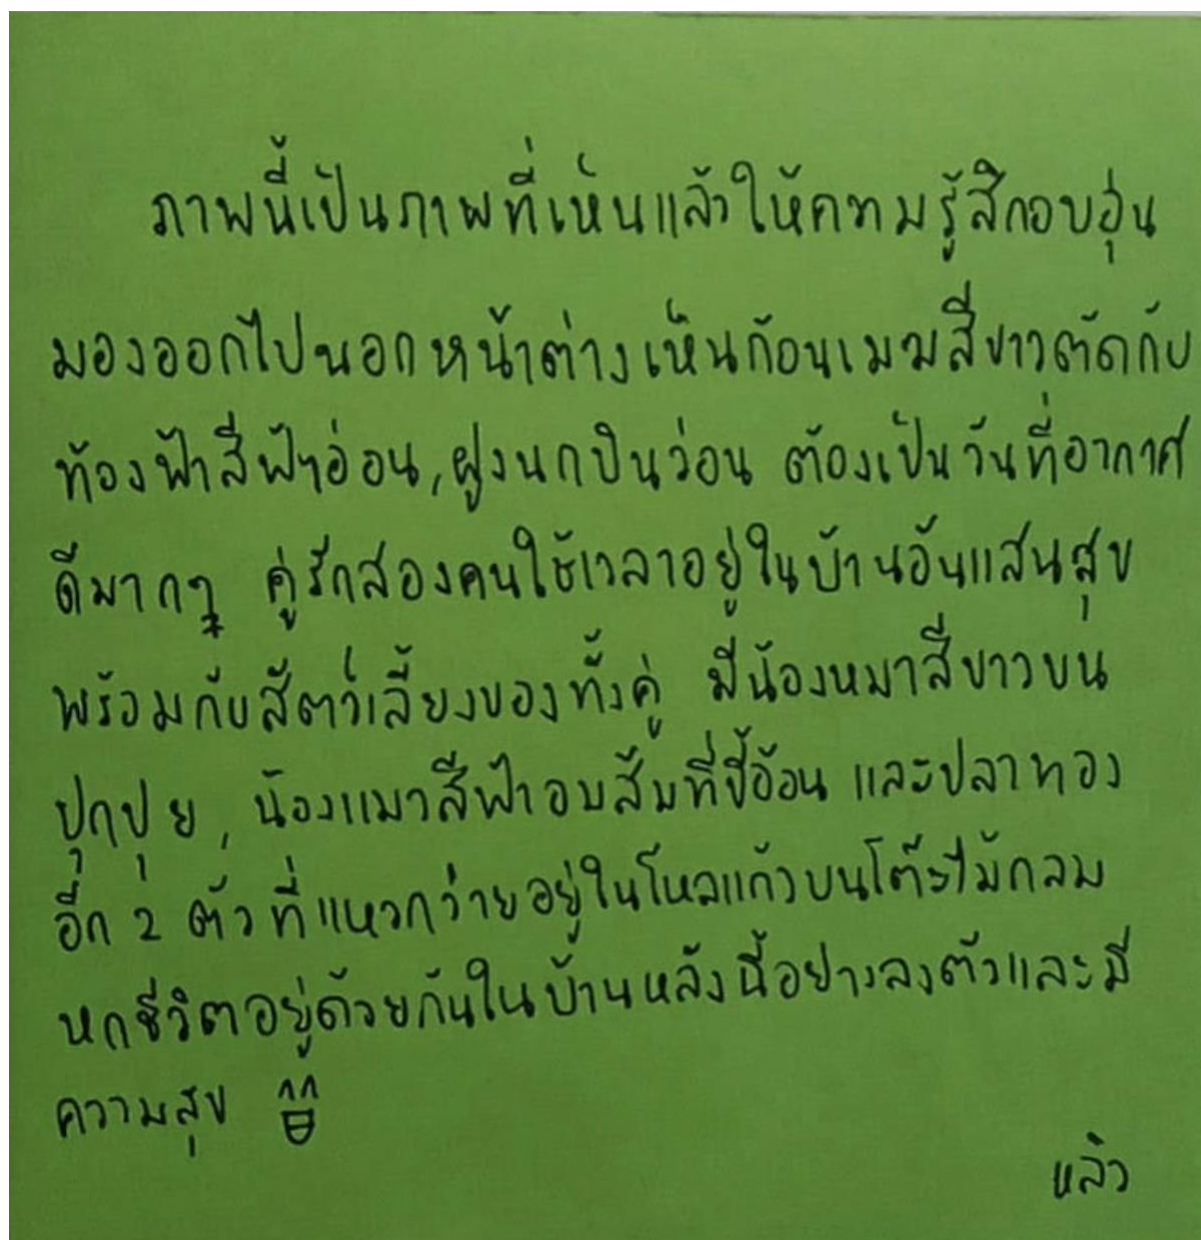 ภาพนี้เป็นภาพที่เห็นแล้วให้ความรู้สึกอบอุ่น
มองออกไปนอกหน้าต่างเห็นก้อนเมฆสีขาวตัดกับ
ท้องฟ้าสีฟ้าอ่อน, ฝูงนกบินว่อน ต้องเป็นวันที่อากาศ
ดีมากๆ คู่รักสองคนใช้เวลาอยู่ในบ้านอันแสนสุข
พร้อมกับสัตว์เลี้ยงของทั้งคู่ มีน้องหมาสีขาวขน
ปุกปุย, น้องแมวสีฟ้าอมส้มที่ขี้อ้อน และปลาทอง
อีก 2 ตัวที่แหวกว่ายอยู่ในโหลแก้วบนโต๊ะไม้กลม
หกชีวิตอยู่ด้วยกันในบ้านหลังนี้อย่างลงตัวและมี
ความสุข